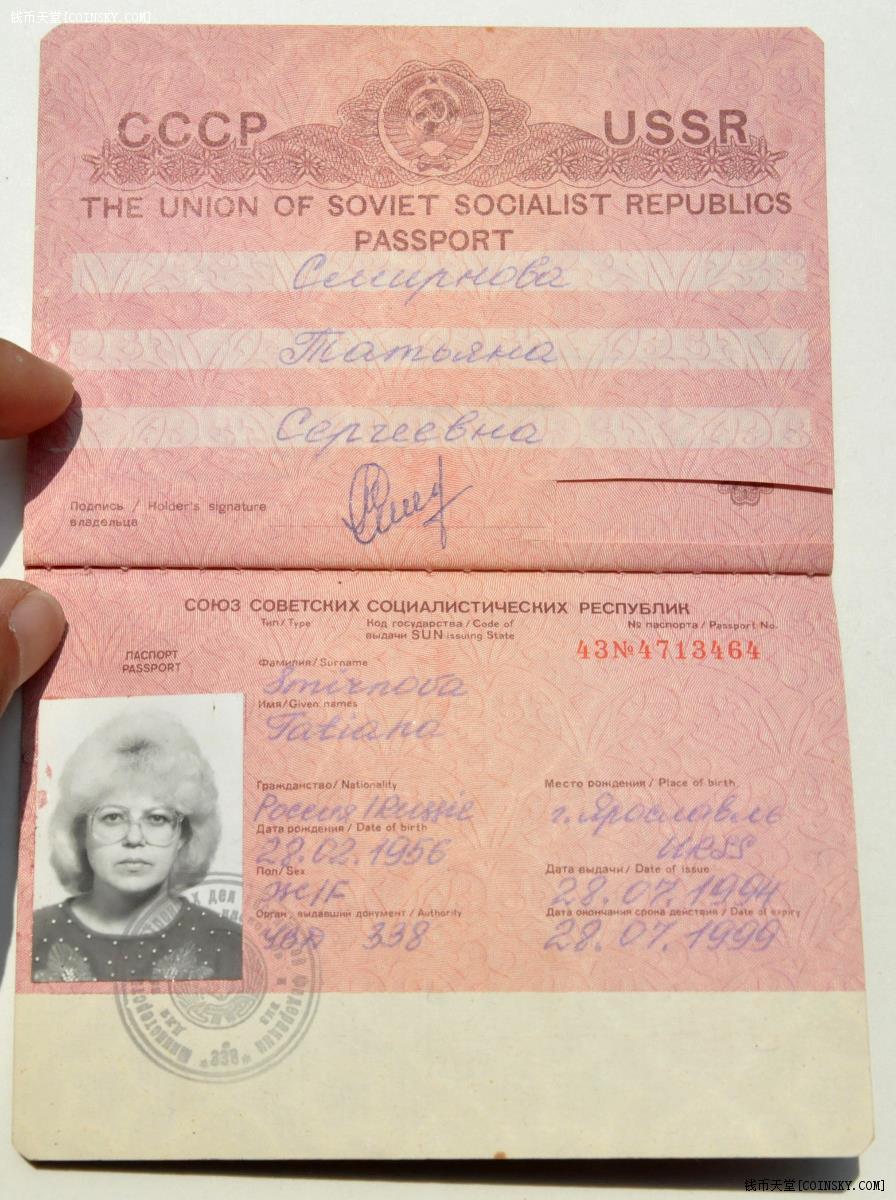 钱币天堂[COINSKY.COM]
СССР USSR
THE UNION OF SOVIET SOCIALIST REPUBLICS
PASSPORT
Смирнова
Татьяна
Сергеевна
Подпись / Holder's signature
владельца
СОЮЗ СОВЕТСКИХ СОЦИАЛИСТИЧЕСКИХ РЕСПУБЛИК
Тип / Type Код государства / Code of № паспорта / Passport No.
выдачи SUN issuing State
43№4713464
ПАСПОРТ
PASSPORT
Фамилия / Surname
Smirnova
Имя/Given names
Tatiana
Гражданство/ Nationality Место рождения / Place of birth
Россия /Russie г. Ярославль
Дата рождения / Date of birth
28.02.1956 URSS
Пол/Sex Дата выдачи/ Date of issue
Ж/F 28.07.1994
Орган, выдавший документ / Authority Дата окончания срока действия / Date of expiry
УВД 338 28.07.1999
*338*
钱币天堂[COINSKY.COM]